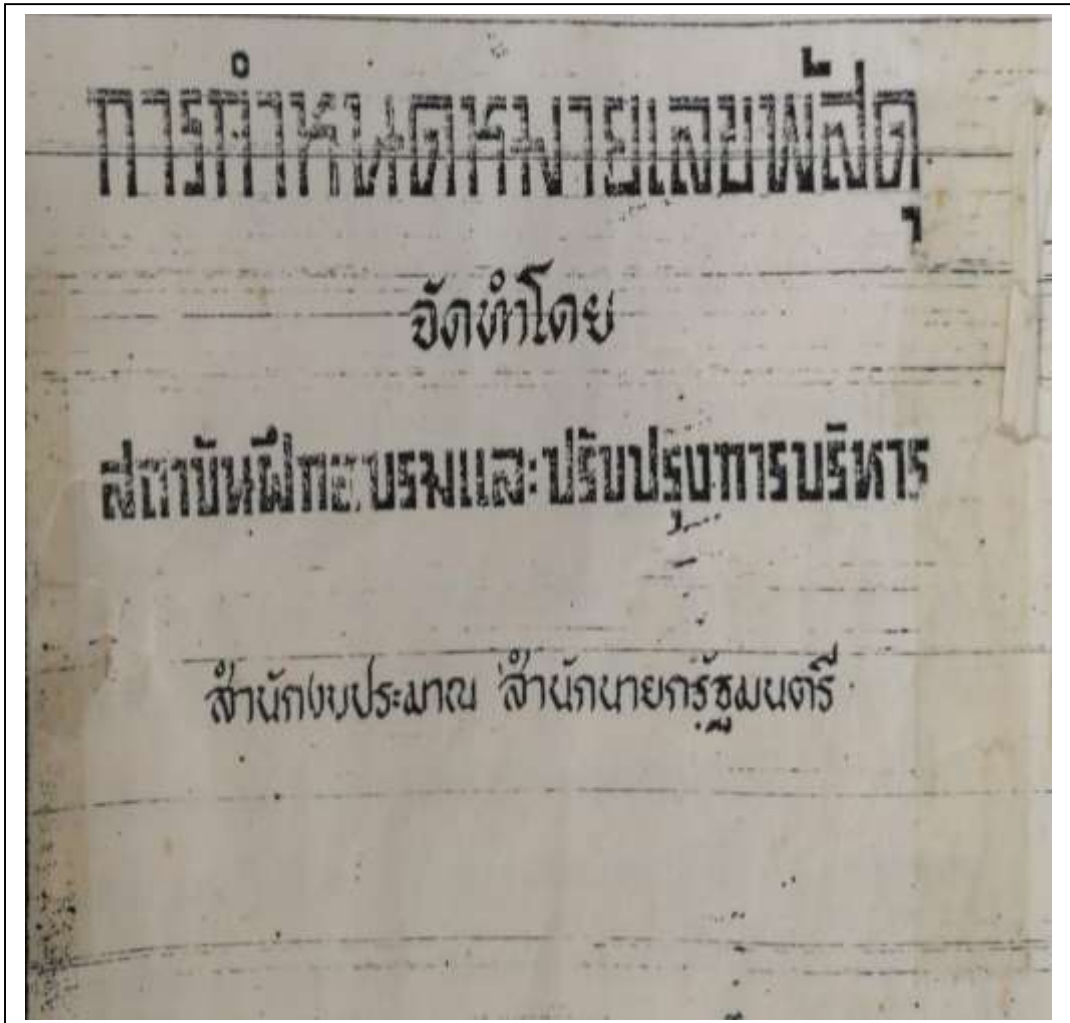 การกำหนดหมายเลขพัสดุ
จัดทำโดย
สถาบันฝึกอบรมและปรับปรุงการบริหาร
สำนักงบประมาณ สำนักนายกรัฐมนตรี